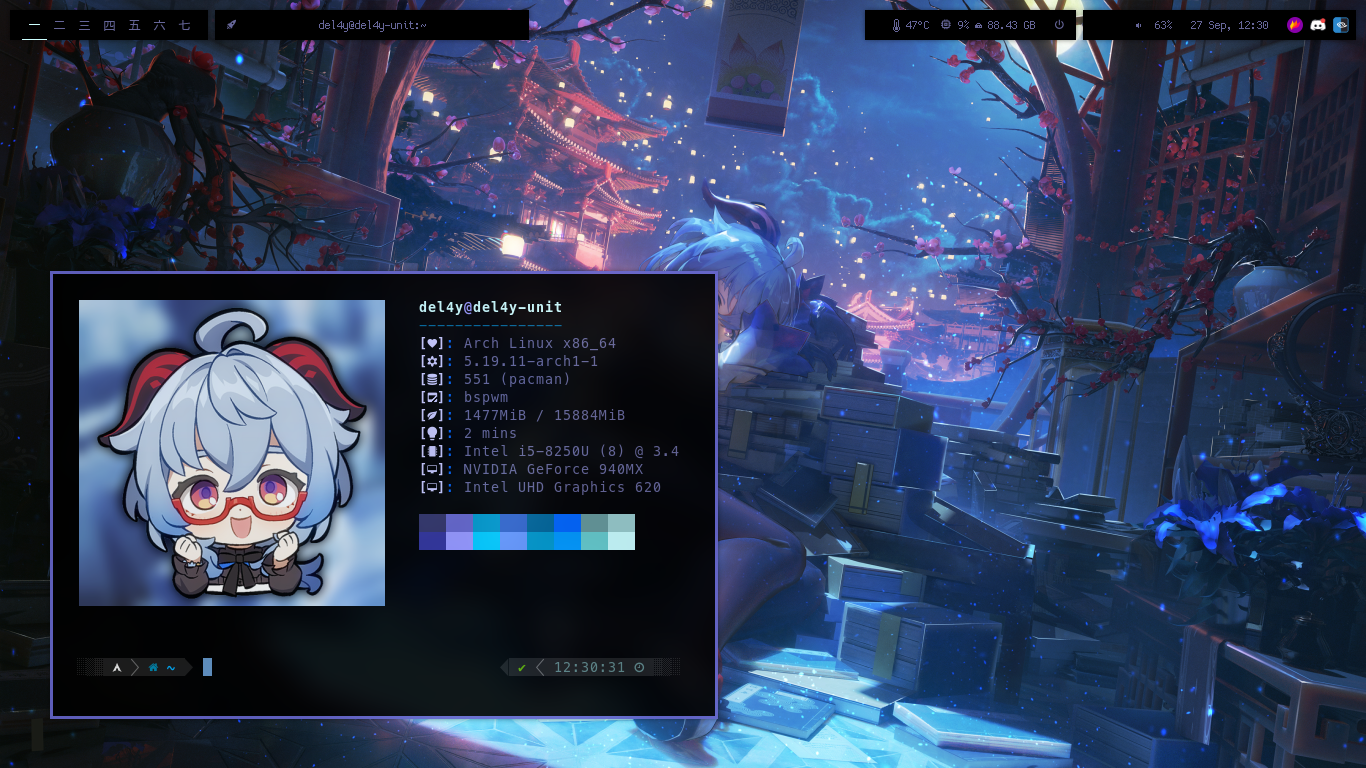 一 二 三 四 五 六 七
del4y@del4y-unit:~
47°C 9% 88.43 GB
63% 27 Sep, 12:30
del4y@del4y-unit
----------------
[]: Arch Linux x86_64
[]: 5.19.11-arch1-1
[]: 551 (pacman)
[]: bspwm
[]: 1477MiB / 15884MiB
[]: 2 mins
[]: Intel i5-8250U (8) @ 3.4
[]: NVIDIA GeForce 940MX
[]: Intel UHD Graphics 620
~
12:30:31